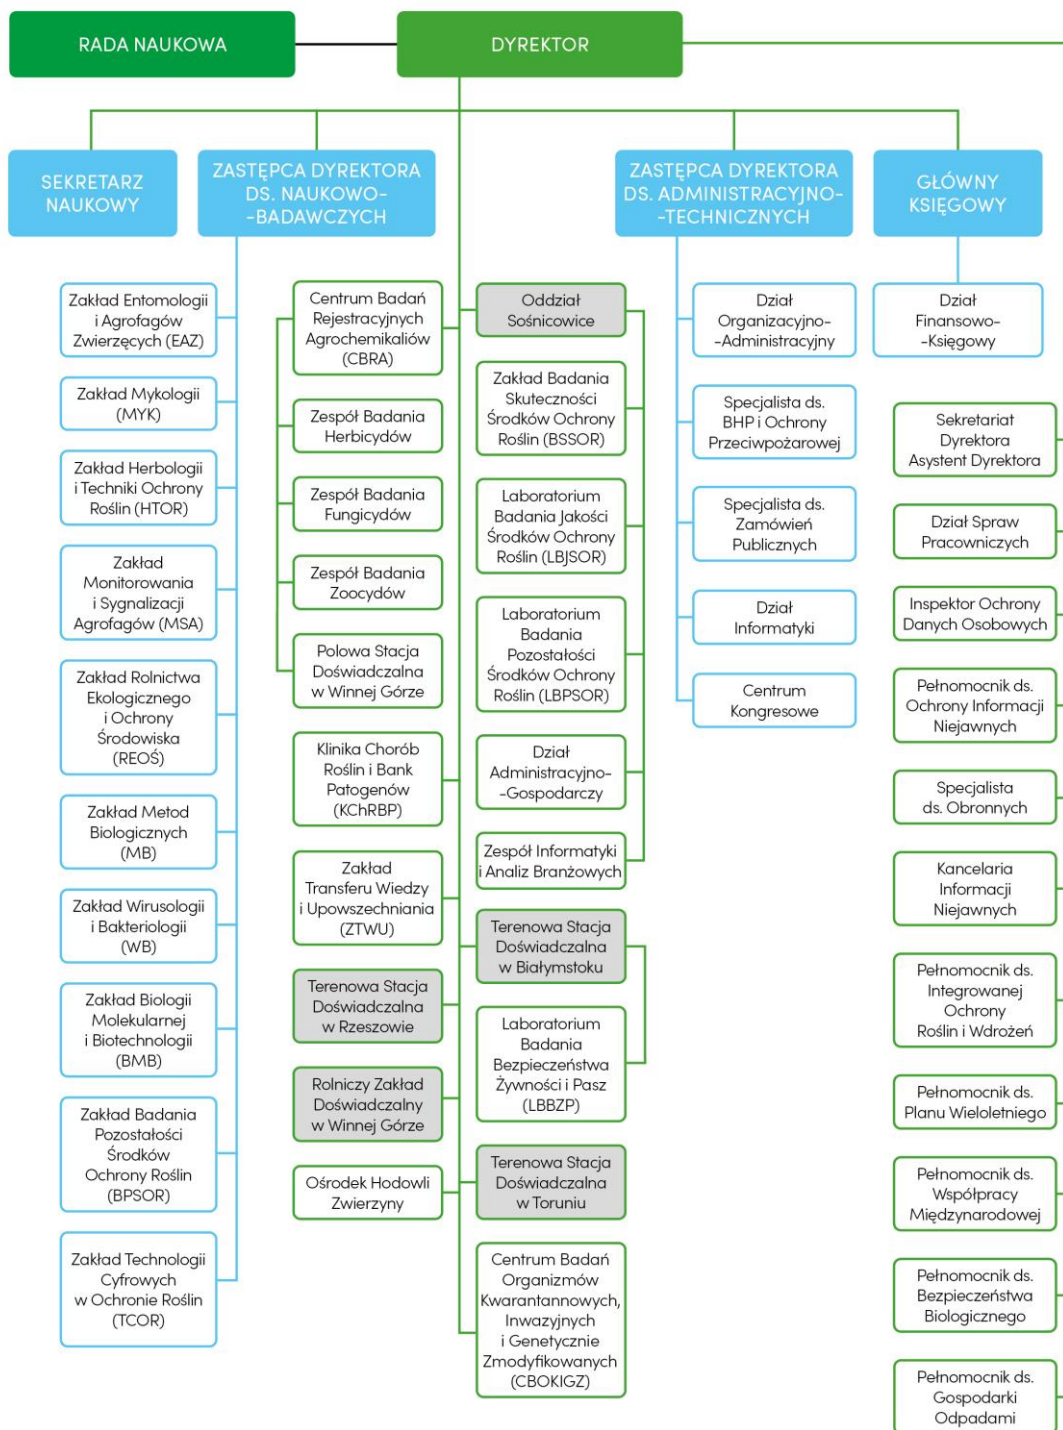 RADA NAUKOWA
DYREKTOR
SEKRETARZ
NAUKOWY
ZASTĘPCA DYREKTORA
DS. NAUKOWO-
-BADAWCZYCH
ZASTĘPCA DYREKTORA
DS. ADMINISTRACYJNO-
-TECHNICZNYCH
GŁÓWNY
KSIĘGOWY
Zakład Entomologii
i Agrofagów
Zwierzęcych (EAZ)
Zakład Mykologii
(MYK)
Zakład Herbologii
i Techniki Ochrony
Roślin (HTOR)
Zakład
Monitorowania
i Sygnalizacji
Agrofagów (MSA)
Zakład Rolnictwa
Ekologicznego
i Ochrony
Środowiska
(REOŚ)
Zakład Metod
Biologicznych
(MB)
Zakład Wirusologii
i Bakteriologii
(WB)
Zakład Biologii
Molekularnej
i Biotechnologii
(BMB)
Zakład Badania
Pozostałości
Środków
Ochrony Roślin
(BPSOR)
Zakład Technologii
Cyfrowych
w Ochronie Roślin
(TCOR)
Centrum Badań
Rejestracyjnych
Agrochemikaliów
(CBRA)
Zespół Badania
Herbicydów
Zespół Badania
Fungicydów
Zespół Badania
Zoocydów
Polowa Stacja
Doświadczalna
w Winnej Górze
Klinika Chorób
Roślin i Bank
Patogenów
(KChRBP)
Zakład
Transferu Wiedzy
i Upowszechniania
(ZTWU)
Terenowa Stacja
Doświadczalna
w Rzeszowie
Rolniczy Zakład
Doświadczalny
w Winnej Górze
Ośrodek Hodowli
Zwierzyny
Oddział
Sośnicowice
Zakład Badania
Skuteczności
Środków Ochrony
Roślin (BSSOR)
Laboratorium
Badania Jakości
Środków Ochrony
Roślin (LBJSOR)
Laboratorium
Badania
Pozostałości
Środków Ochrony
Roślin (LBPSOR)
Dział
Administracyjno-
-Gospodarczy
Zespół Informatyki
i Analiz Branżowych
Terenowa Stacja
Doświadczalna
w Białymstoku
Laboratorium
Badania
Bezpieczeństwa
Żywności i Pasz
(LBBZP)
Terenowa Stacja
Doświadczalna
w Toruniu
Centrum Badań
Organizmów
Kwarantannowych,
Inwazyjnych
i Genetycznie
Zmodyfikowanych
(CBOKIGZ)
Dział
Organizacyjno-
-Administracyjny
Specjalista ds.
BHP i Ochrony
Przeciwpożarowej
Specjalista ds.
Zamówień
Publicznych
Dział
Informatyki
Centrum
Kongresowe
Dział
Finansowo-
-Księgowy
Sekretariat
Dyrektora
Asystent Dyrektora
Dział Spraw
Pracowniczych
Inspektor Ochrony
Danych Osobowych
Pełnomocnik ds.
Ochrony Informacji
Niejawnych
Specjalista
ds. Obronnych
Kancelaria
Informacji
Niejawnych
Pełnomocnik ds.
Integrowanej
Ochrony
Roślin i Wdrożeń
Pełnomocnik ds.
Planu Wieloletniego
Pełnomocnik ds.
Współpracy
Międzynarodowej
Pełnomocnik ds.
Bezpieczeństwa
Biologicznego
Pełnomocnik ds.
Gospodarki
Odpadami